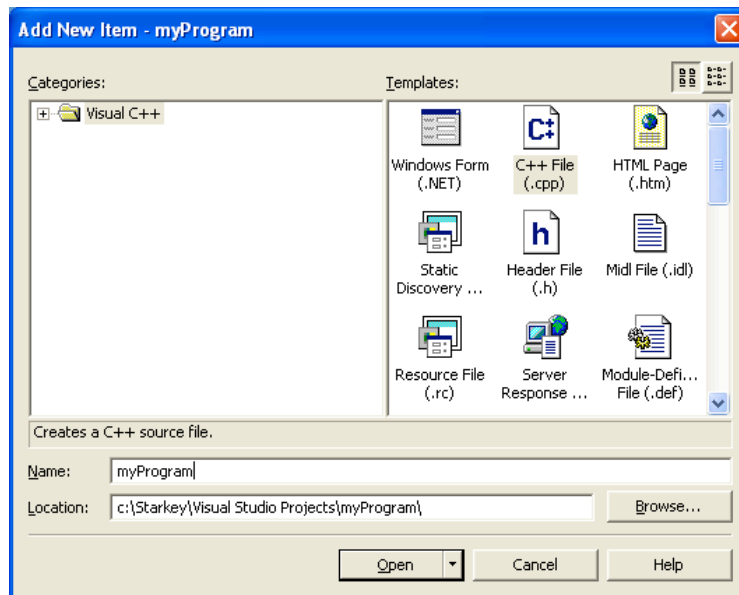 Add New Item - myProgram
Categories:
Templates:
Visual C++
Windows Form
(.NET)
C++ File
(.cpp)
HTML Page
(.htm)
Static
Discovery ...
Header File
(.h)
Midl File (.idl)
Resource File
(.rc)
Server
Response ...
Module-Defi...
File (.def)
Creates a C++ source file.
Name:
myProgram
Location:
c:\Starkey\Visual Studio Projects\myProgram\
Browse...
Open
Cancel
Help